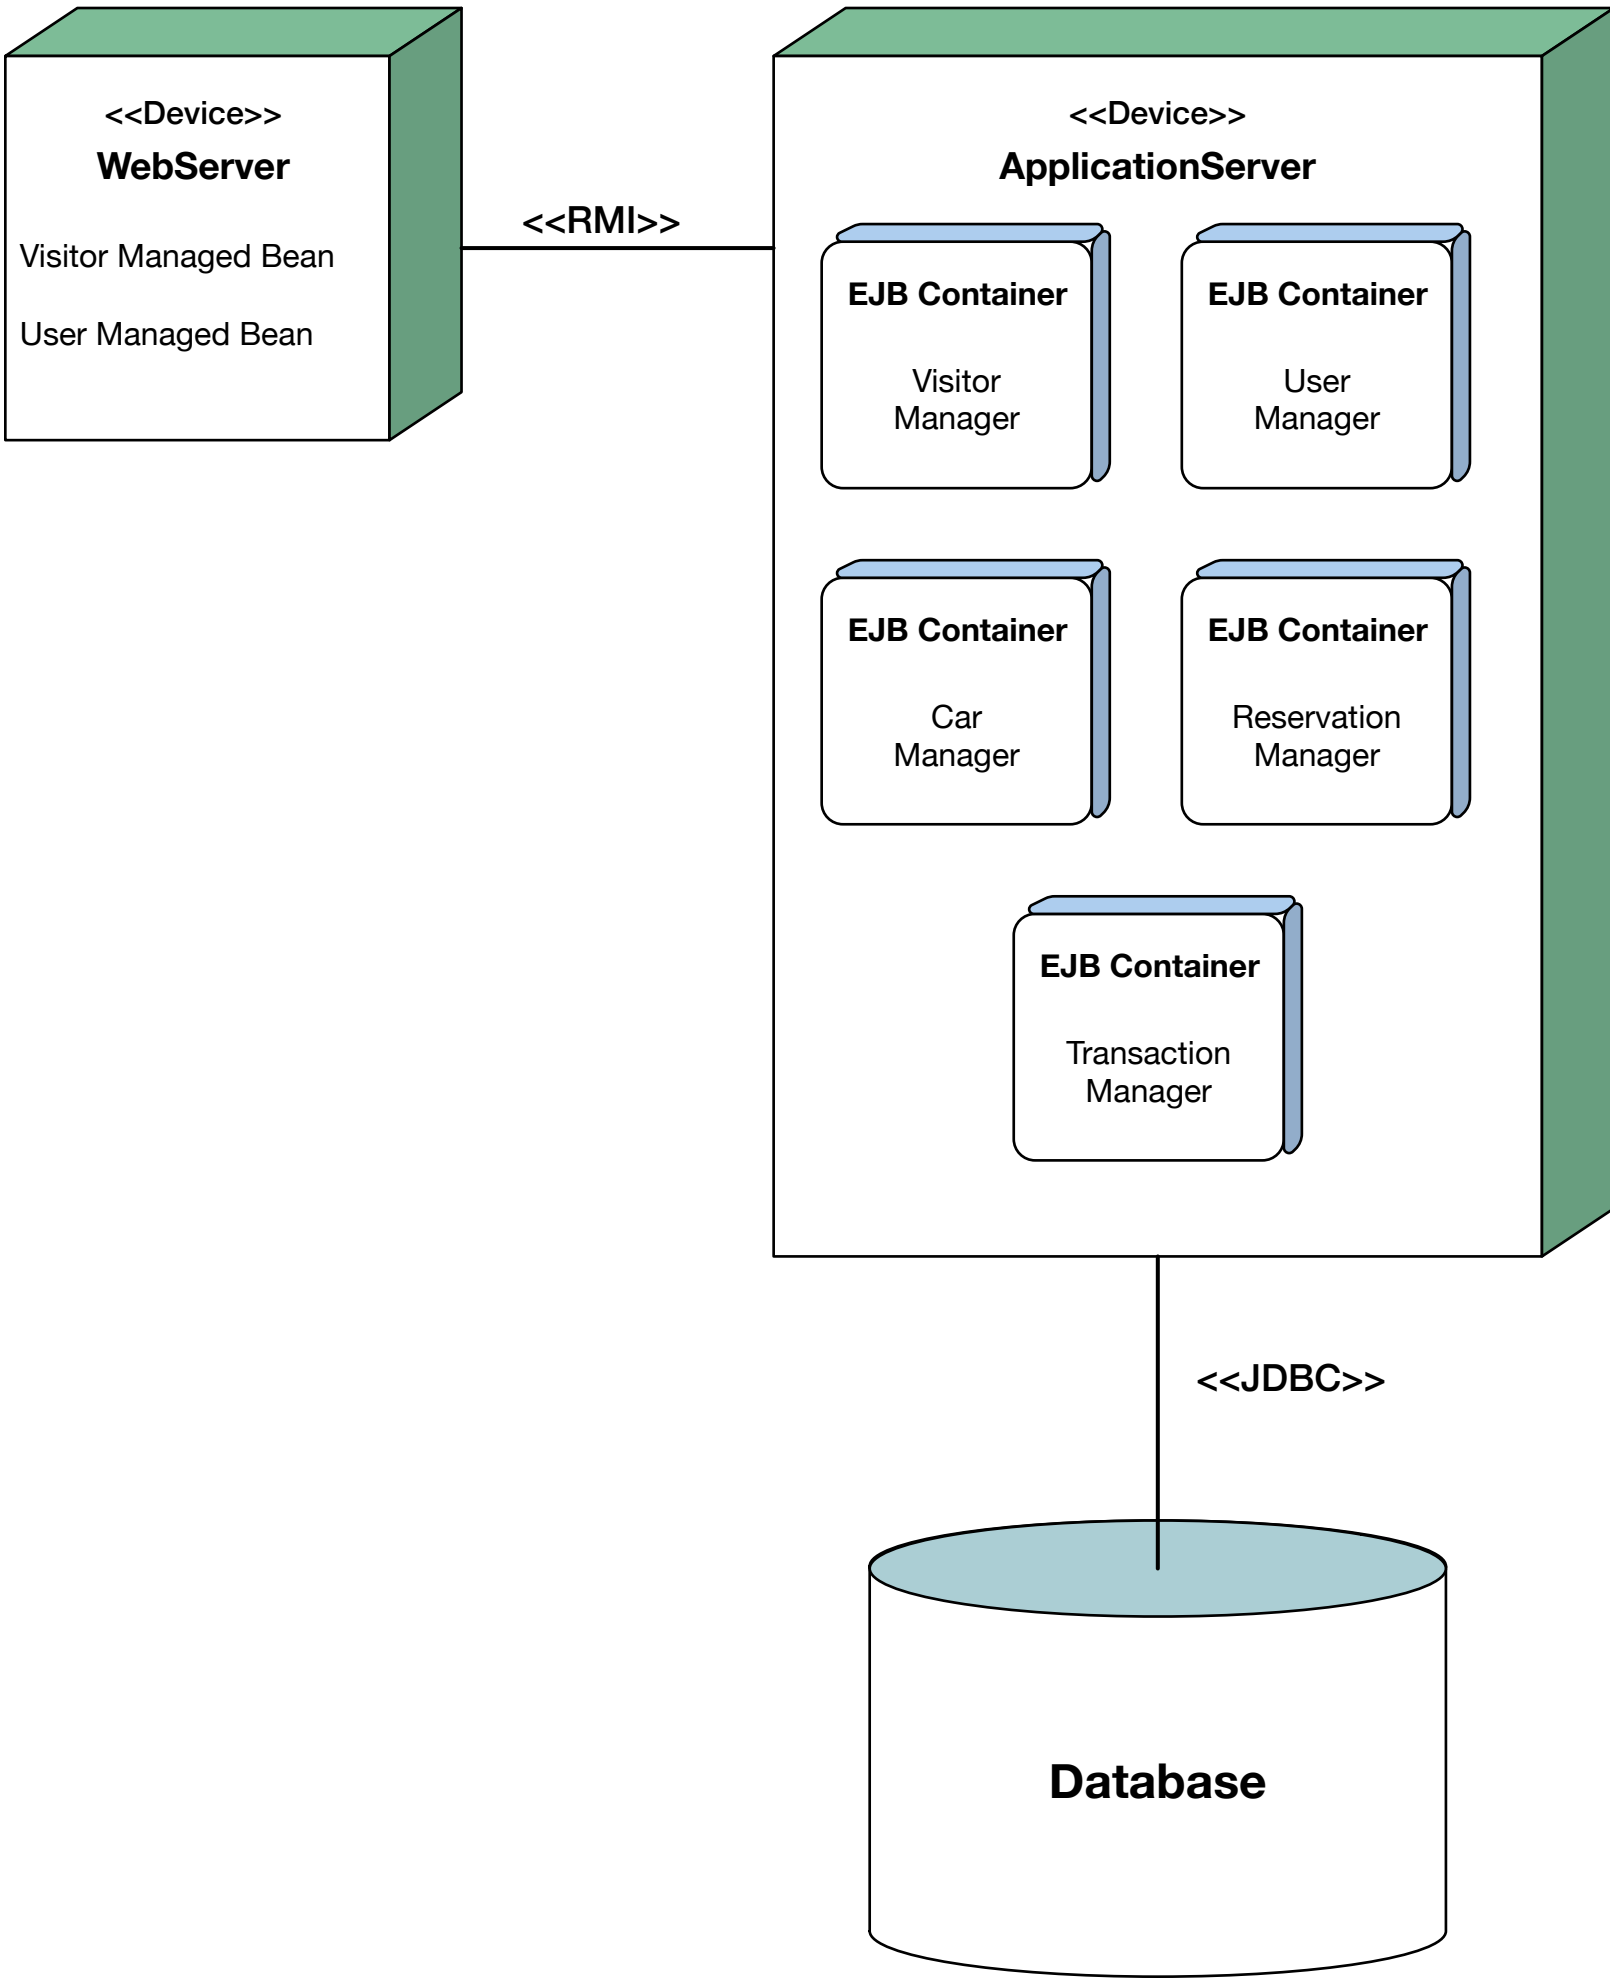 <<Device>>
WebServer
Visitor Managed Bean
User Managed Bean
<<RMI>>
<<Device>>
ApplicationServer
EJB Container
Visitor
Manager
EJB Container
User
Manager
EJB Container
Car
Manager
EJB Container
Reservation
Manager
EJB Container
Transaction
Manager
<<JDBC>>
Database